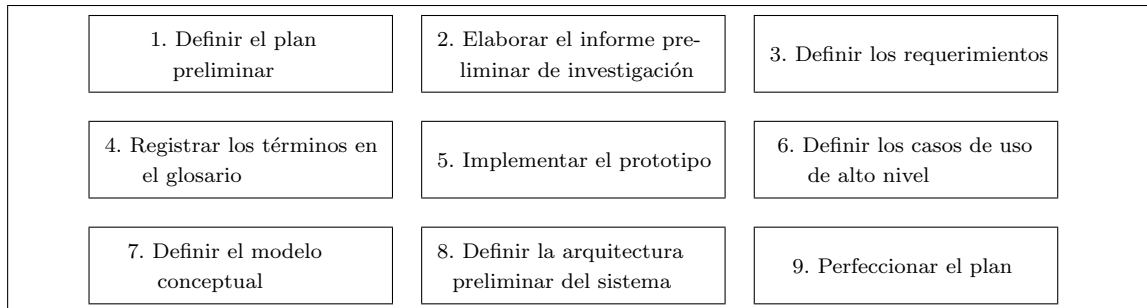 1. Definir el plan
preliminar
2. Elaborar el informe pre-
liminar de investigación
3. Definir los requerimientos
4. Registrar los términos en
el glosario
5. Implementar el prototipo
6. Definir los casos de uso
de alto nivel
7. Definir el modelo
conceptual
8. Definir la arquitectura
preliminar del sistema
9. Perfeccionar el plan